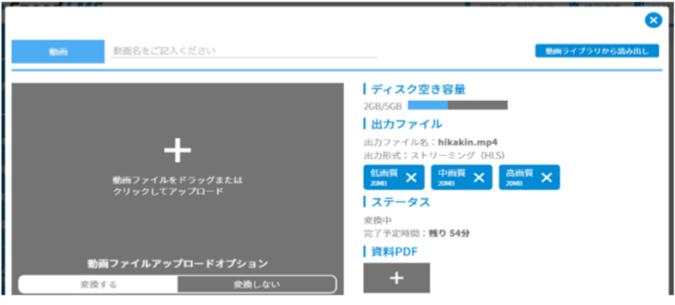 動画
動画名をご記入ください
動画ライブラリから読み出し
動画ファイルをドラッグまたは
クリックしてアップロード
動画ファイルアップロードオプション
変換する
変換しない
ディスク空き容量
2GB/5GB
出力ファイル
出力ファイル名：hikakin.mp4
出力形式：ストリーミング（HLS）
低画質
20MB
中画質
20MB
高画質
20MB
ステータス
変換中
完了予定時間：残り 54分
資料PDF